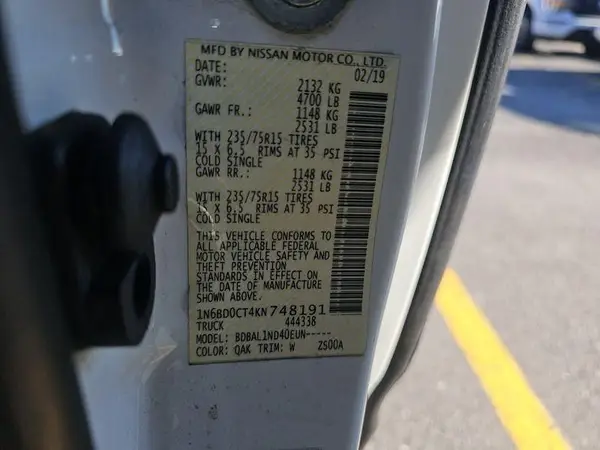 MFD BY NISSAN MOTOR CO., LTD.
DATE: 02/19
GVWR: 2132 KG
4700 LB
GAWR FR.: 1148 KG
2531 LB
WITH 235/75R15 TIRES
15 X 6.5 RIMS AT 35 PSI
COLD SINGLE
GAWR RR.: 1148 KG
2531 LB
WITH 235/75R15 TIRES
15 X 6.5 RIMS AT 35 PSI
COLD SINGLE
THIS VEHICLE CONFORMS TO
ALL APPLICABLE FEDERAL
MOTOR VEHICLE SAFETY AND
THEFT PREVENTION
STANDARDS IN EFFECT ON
THE DATE OF MANUFACTURE
SHOWN ABOVE.
1N6BD0CT4KN748191
TRUCK 444338
MODEL: BDBAL1ND40EUN-----
COLOR: QAK TRIM: W ZS00A